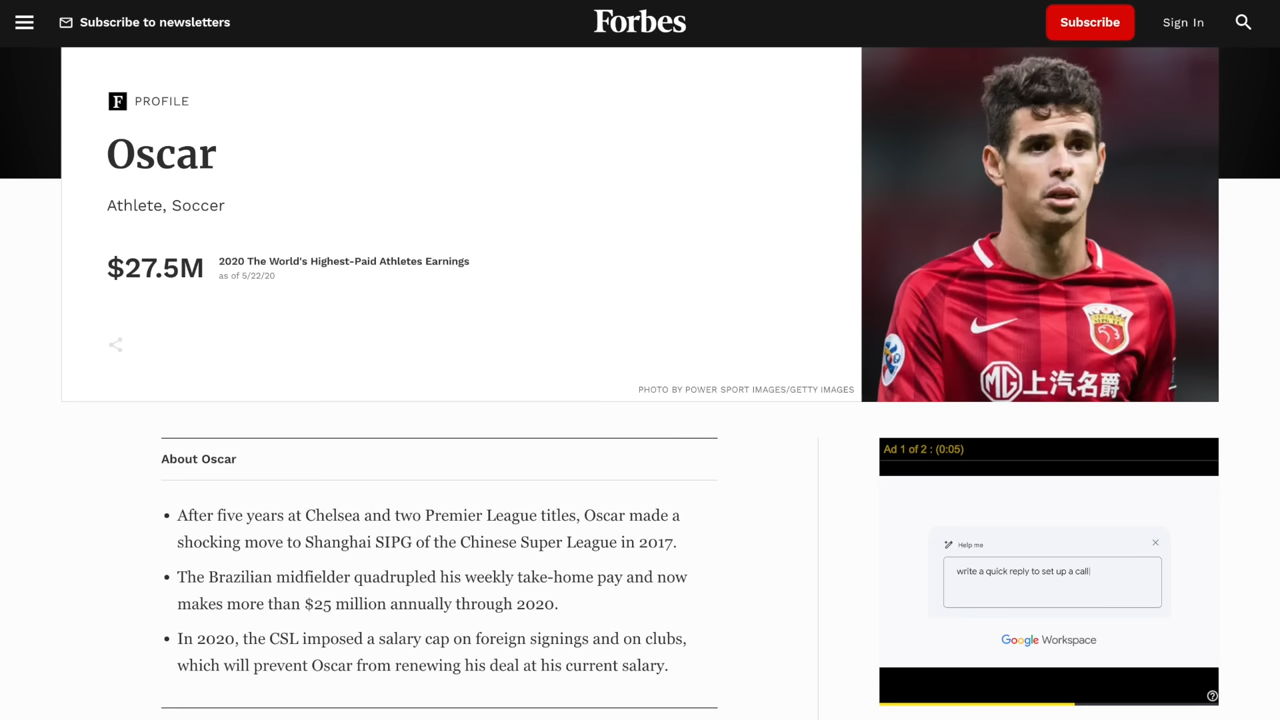 Subscribe to newsletters
Forbes
Subscribe
Sign In
F PROFILE
Oscar
Athlete, Soccer
$27.5M
2020 The World's Highest-Paid Athletes Earnings
as of 5/22/20
PHOTO BY POWER SPORT IMAGES/GETTY IMAGES
MG上汽名爵
About Oscar
• After five years at Chelsea and two Premier League titles, Oscar made a
shocking move to Shanghai SIPG of the Chinese Super League in 2017.
• The Brazilian midfielder quadrupled his weekly take-home pay and now
makes more than $25 million annually through 2020.
• In 2020, the CSL imposed a salary cap on foreign signings and on clubs,
which will prevent Oscar from renewing his deal at his current salary.
Ad 1 of 2 : (0:05)
Help me
write a quick reply to set up a call
Google Workspace